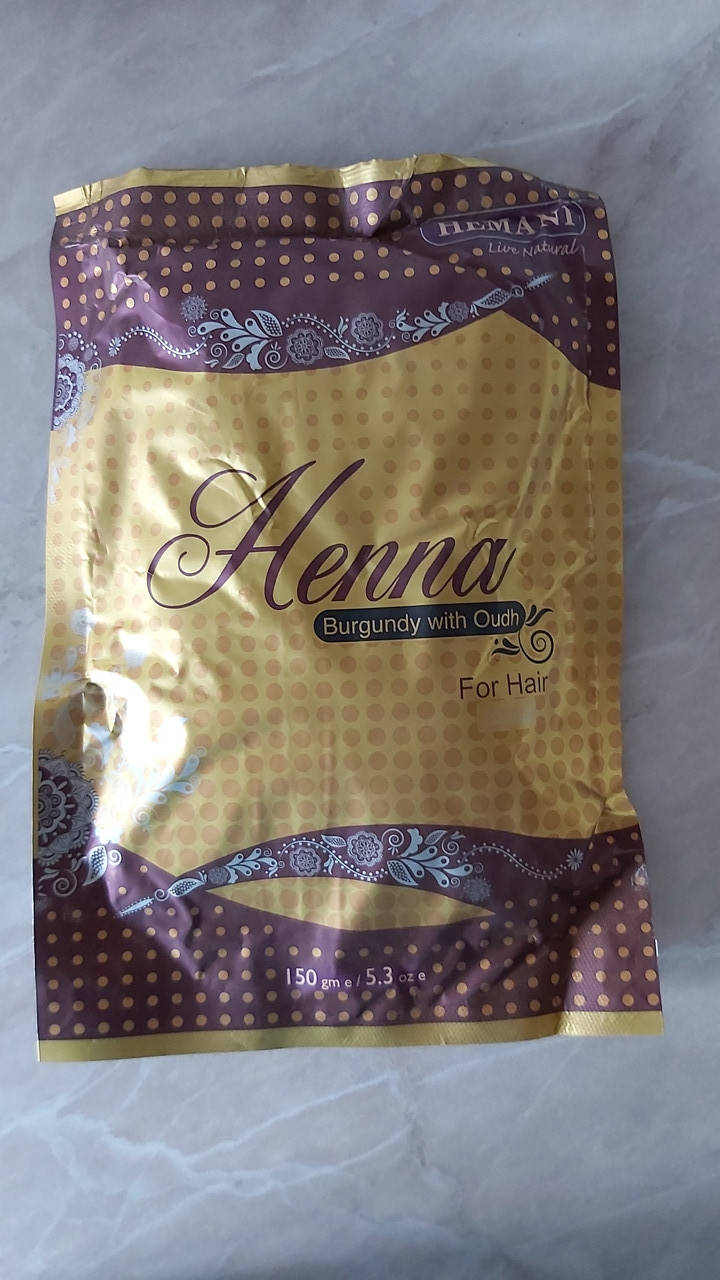 HEMANI
Live Natural
Henna
Burgundy with Oudh
For Hair
150 gm e / 5.3 oz e